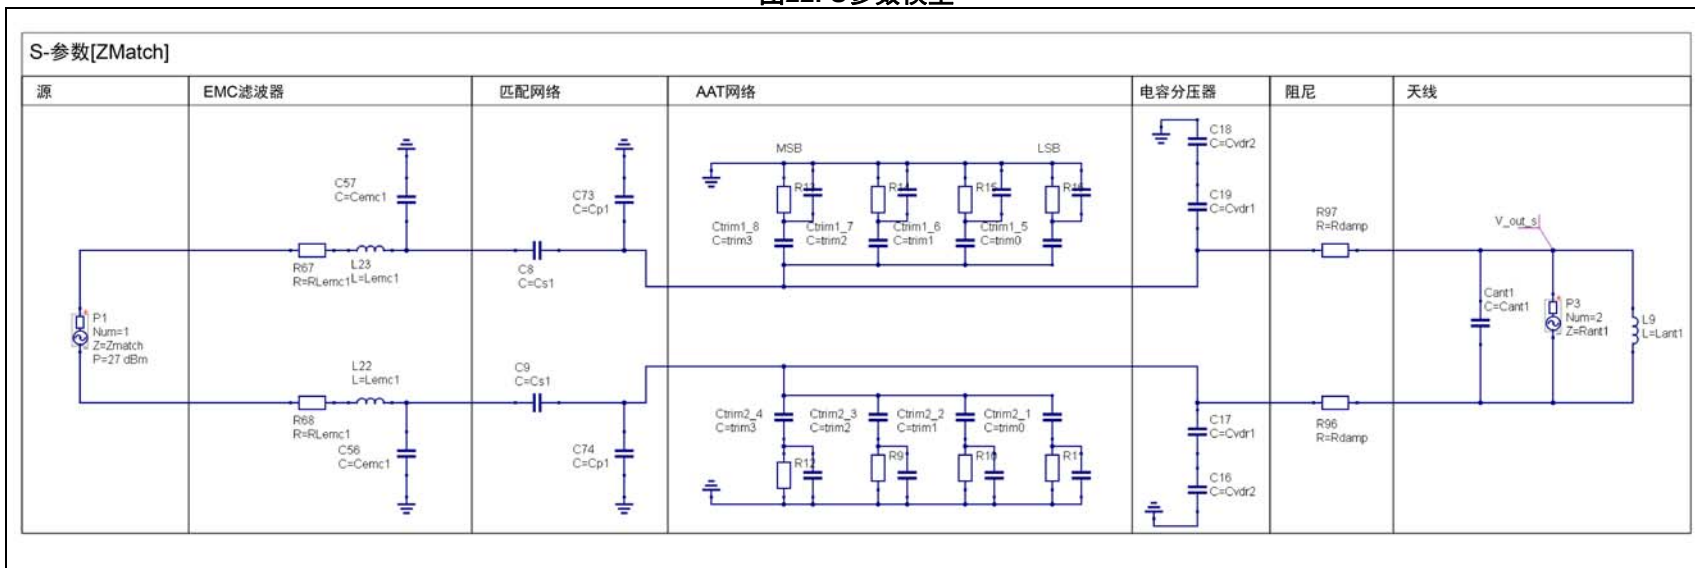 S-参数[ZMatch]
源
EMC滤波器
匹配网络
AAT网络
电容分压器
阻尼
天线
C57
C=Cemc1
C73
C=Cp1
MSB
LSB
R15
Ctrim1_8
C=trim3
Ctrim1_7
C=trim2
Ctrim1_6
C=trim1
Ctrim1_5
C=trim0
C18
C=Cvdr2
C19
C=Cvdr1
R97
R=Rdamp
V_out_s
R67
R=RLemc1
L23
L=Lemc1
C8
C=Cs1
P1
Num=1
Z=Zmatch
P=27 dBm
Cant1
C=Cant1
P3
Num=2
Z=Rant1
L9
L=Lant1
L22
L=Lemc1
R68
R=RLemc1
C56
C=Cemc1
C9
C=Cs1
C74
C=Cp1
Ctrim2_4
C=trim3
Ctrim2_3
C=trim2
Ctrim2_2
C=trim1
Ctrim2_1
C=trim0
R12
R9
R10
C17
C=Cvdr1
C16
C=Cvdr2
R96
R=Rdamp